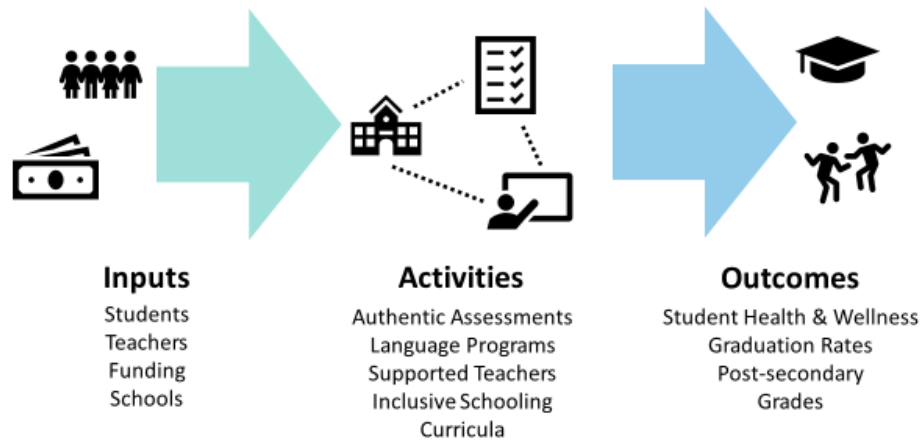 Inputs
Students
Teachers
Funding
Schools
Activities
Authentic Assessments
Language Programs
Supported Teachers
Inclusive Schooling
Curricula
Outcomes
Student Health & Wellness
Graduation Rates
Post-secondary
Grades